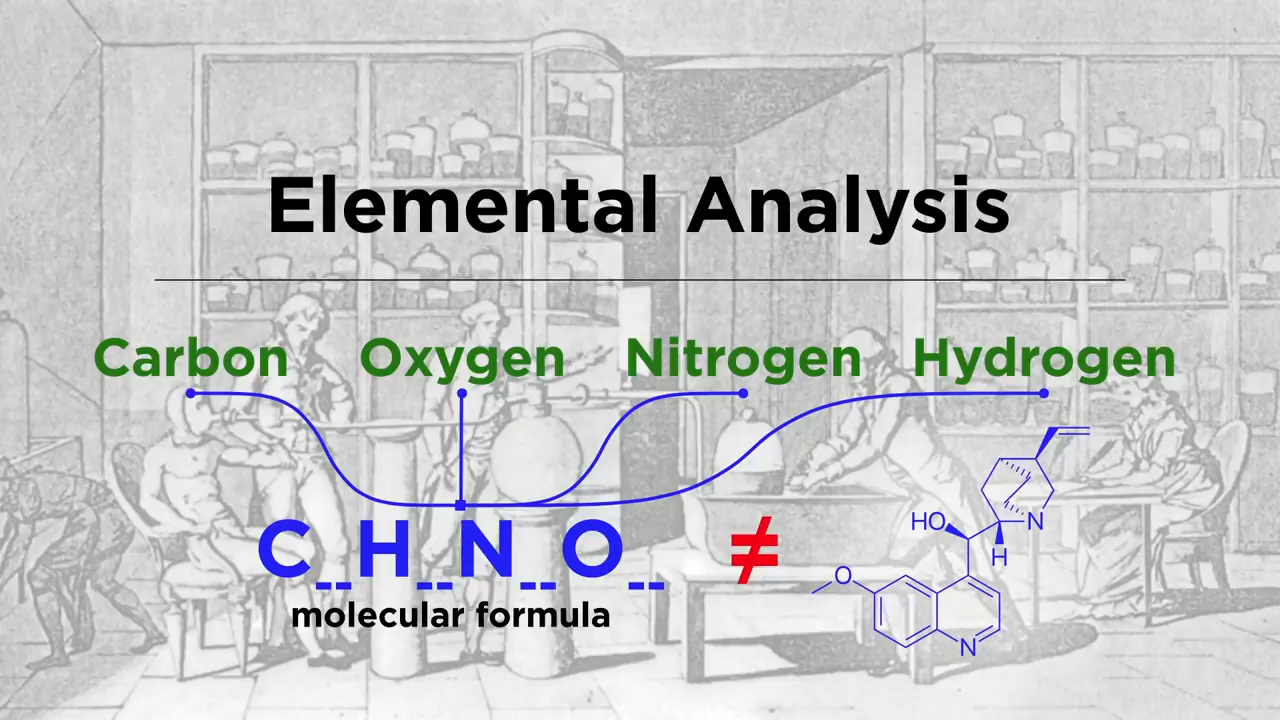 Elemental Analysis
Carbon Oxygen Nitrogen Hydrogen
C__H__N__O__ ≠
molecular formula
HO
N
H
O
N